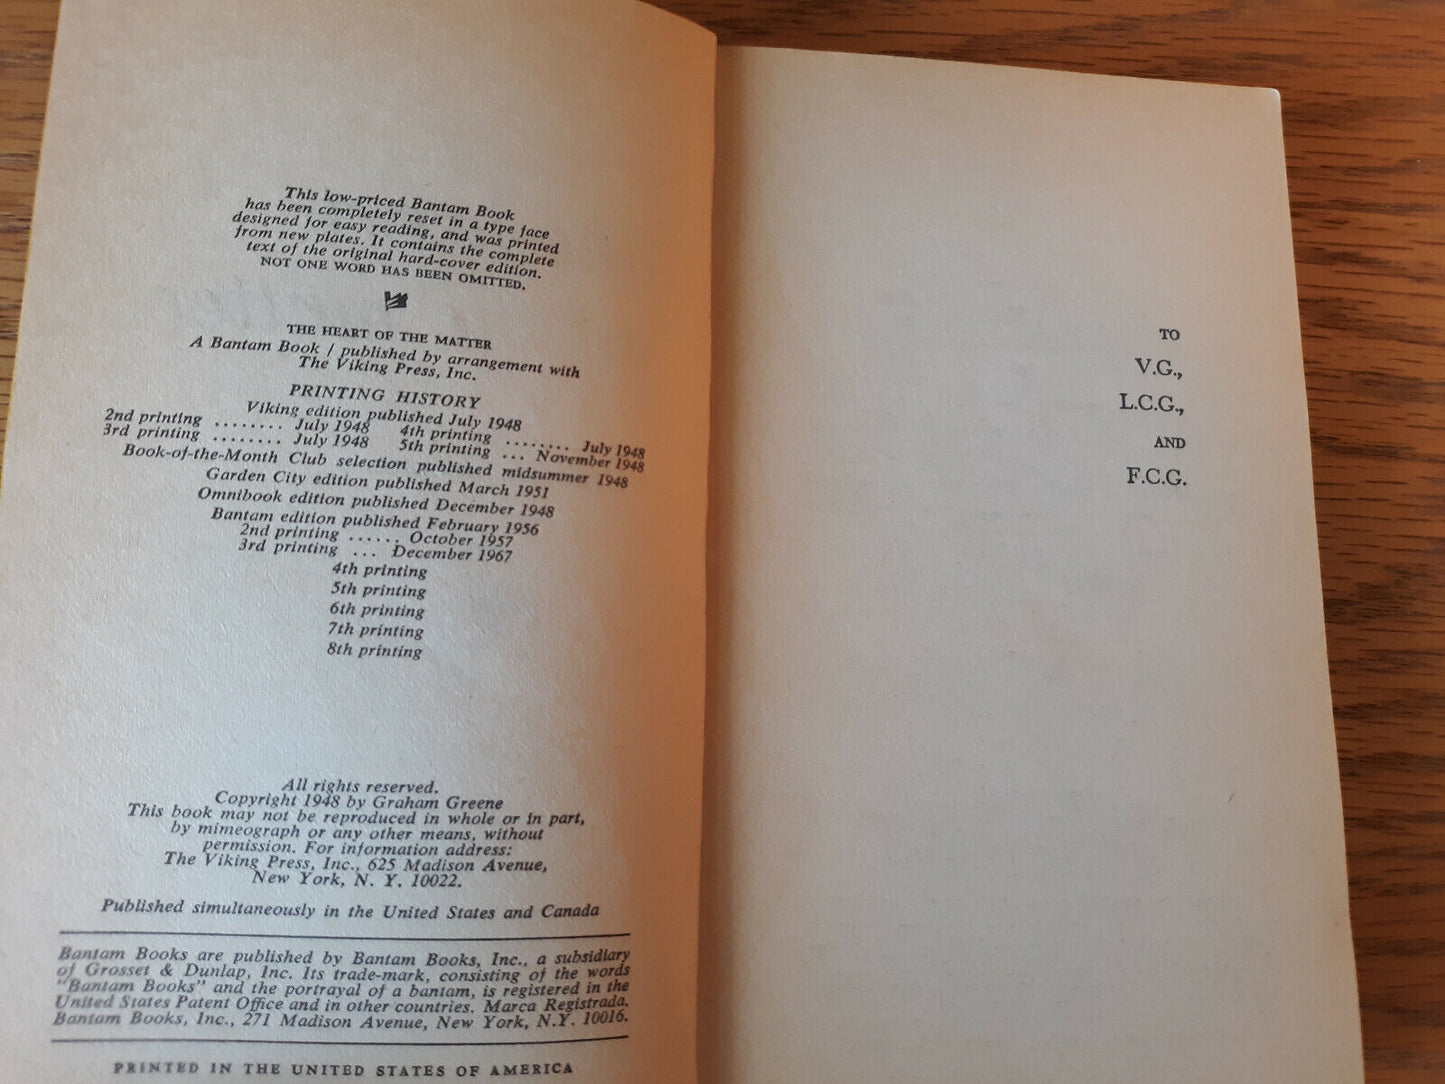 This low-priced Bantam Book
has been completely reset in a type face
designed for easy reading, and was printed
from new plates. It contains the complete
text of the original hard-cover edition.
NOT ONE WORD HAS BEEN OMITTED.
THE HEART OF THE MATTER
A Bantam Book / published by arrangement with
The Viking Press, Inc.
PRINTING HISTORY
Viking edition published July 1948
2nd printing ........ July 1948 4th printing ........ July 1948
3rd printing ........ July 1948 5th printing ... November 1948
Book-of-the-Month Club selection published midsummer 1948
Garden City edition published March 1951
Omnibook edition published December 1948
Bantam edition published February 1956
2nd printing ...... October 1957
3rd printing ... December 1967
4th printing
5th printing
6th printing
7th printing
8th printing
All rights reserved.
Copyright 1948 by Graham Greene
This book may not be reproduced in whole or in part,
by mimeograph or any other means, without
permission. For information address:
The Viking Press, Inc., 625 Madison Avenue,
New York, N. Y. 10022.
Published simultaneously in the United States and Canada
Bantam Books are published by Bantam Books, Inc., a subsidiary
of Grosset & Dunlap, Inc. Its trade-mark, consisting of the words
"Bantam Books" and the portrayal of a bantam, is registered in the
United States Patent Office and in other countries. Marca Registrada.
Bantam Books, Inc., 271 Madison Avenue, New York, N.Y. 10016.
PRINTED IN THE UNITED STATES OF AMERICA
TO
V.G.,
L.C.G.,
AND
F.C.G.